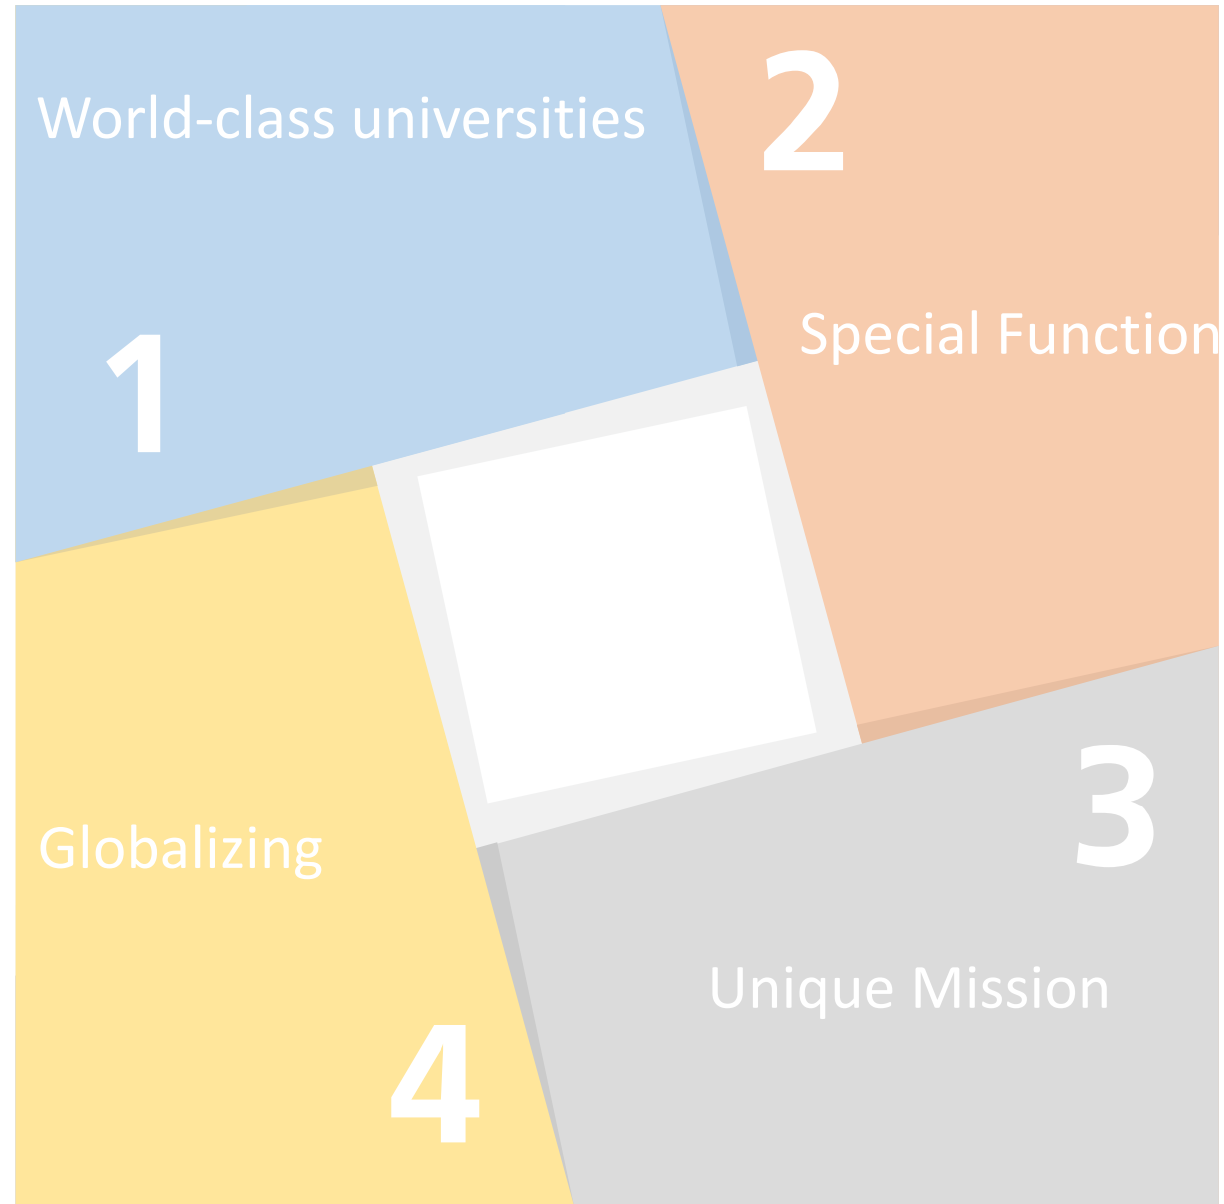 World-class universities
1
2
Special Function
3
Unique Mission
Globalizing
4